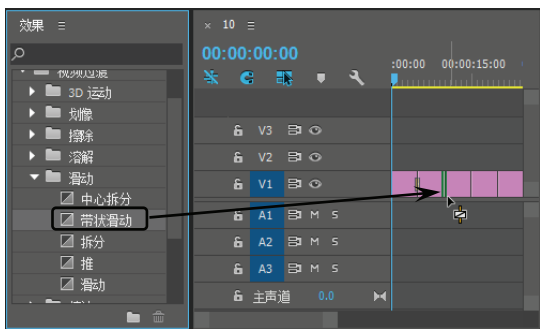 效果
× 10
00:00:00:00
:00:00 00:00:15:00
视频过渡
3D 运动
划像
擦除
溶解
滑动
中心拆分
带状滑动
拆分
推
滑动
V3
V2
V1
A1 M S
A2 M S
A3 M S
主声道 0.0